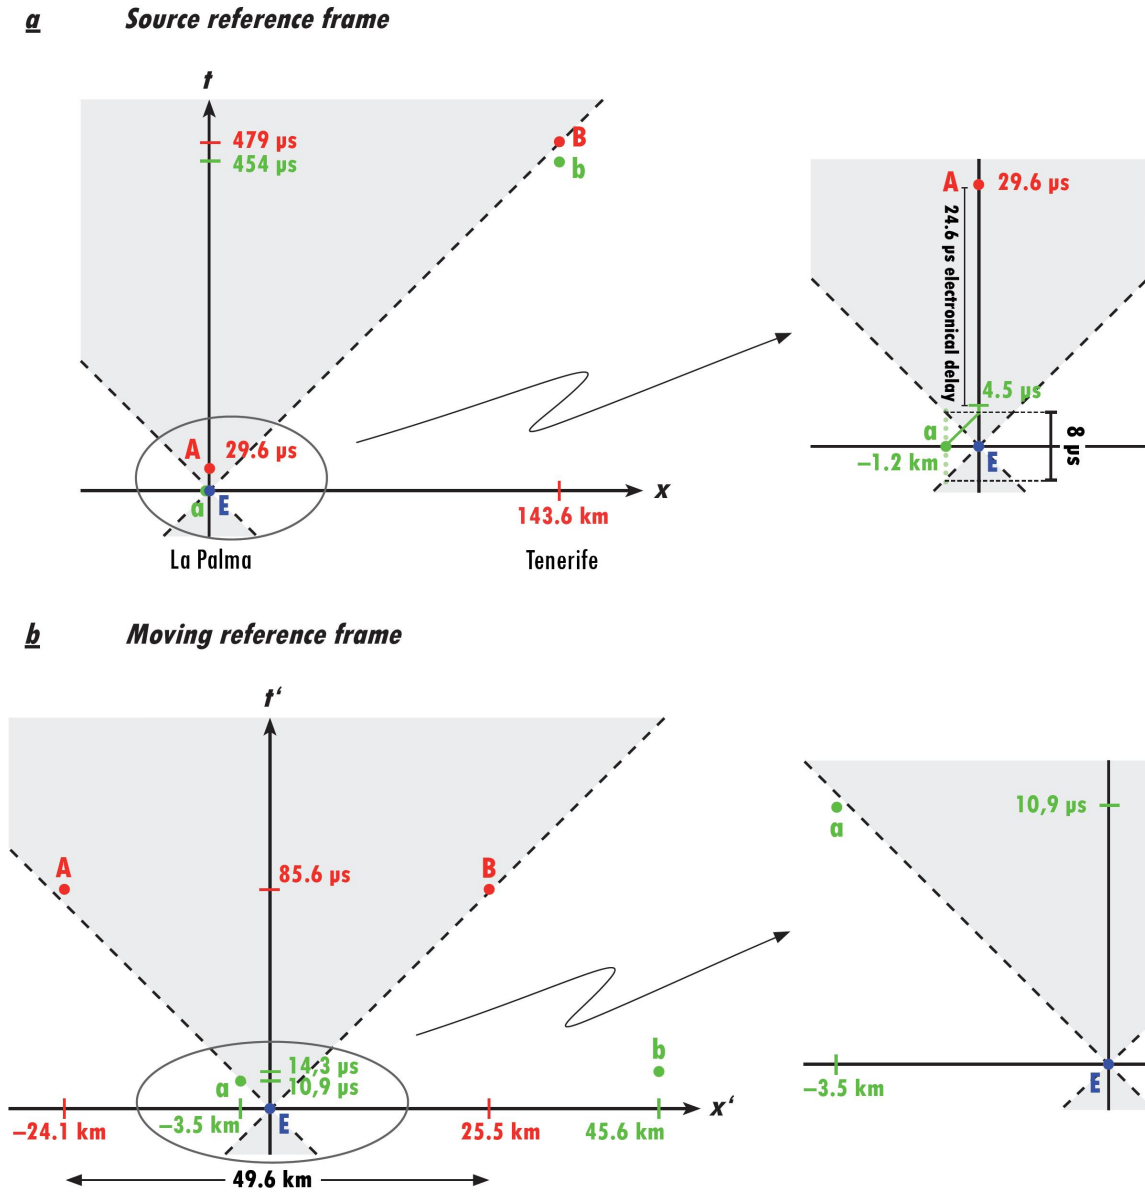 a Source reference frame
t
479 µs
454 µs
B
b
A 29.6 µs
a E
x
143.6 km
La Palma Tenerife
A 29.6 µs
24.6 µs electronical delay
4.5 µs
a
–1.2 km
E
8 µs
b Moving reference frame
t‘
A
85.6 µs
B
14,3 µs
a 10,9 µs
b
x‘
–24.1 km
–3.5 km
E
25.5 km
45.6 km
49.6 km
10,9 µs
a
–3.5 km
E